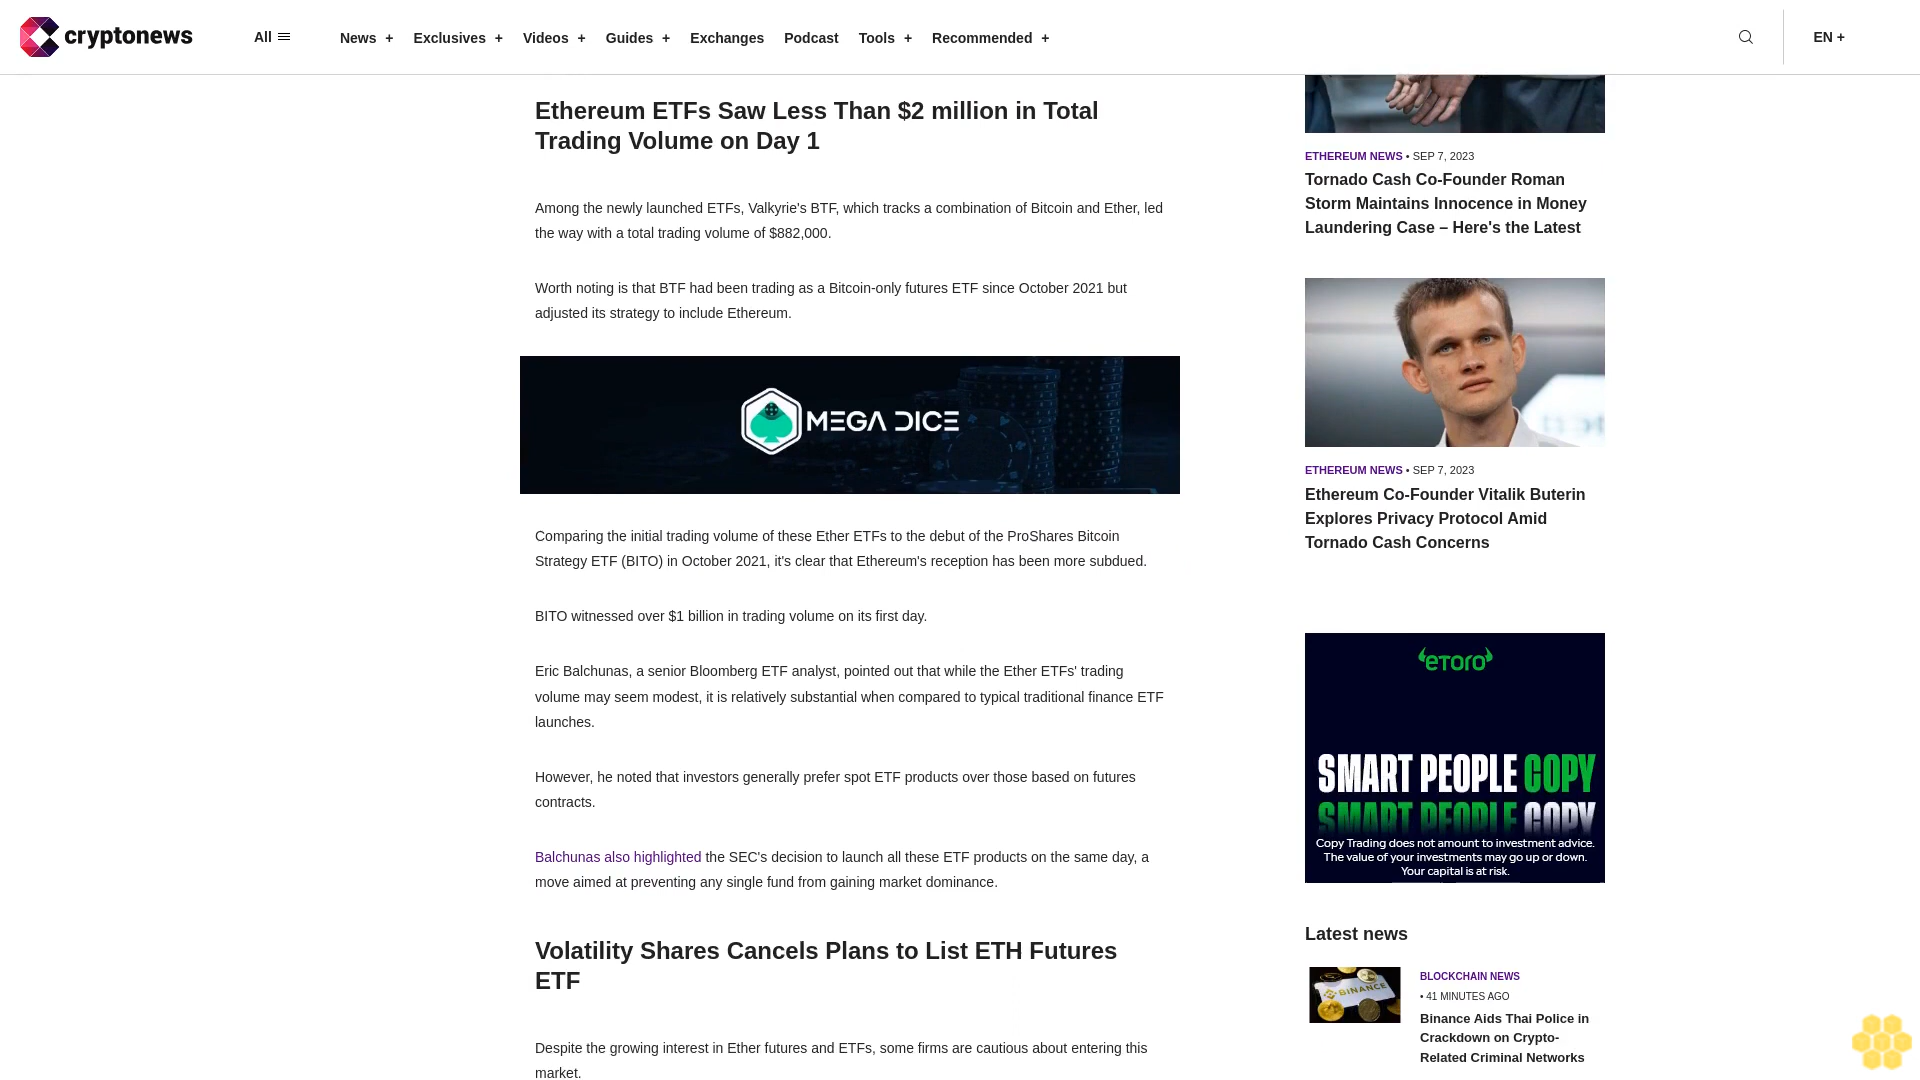 cryptonews
All
News +
Exclusives +
Videos +
Guides +
Exchanges
Podcast
Tools +
Recommended +
EN +
Ethereum ETFs Saw Less Than $2 million in Total
Trading Volume on Day 1
Among the newly launched ETFs, Valkyrie's BTF, which tracks a combination of Bitcoin and Ether, led
the way with a total trading volume of $882,000.
Worth noting is that BTF had been trading as a Bitcoin-only futures ETF since October 2021 but
adjusted its strategy to include Ethereum.
MEGA DICE
Comparing the initial trading volume of these Ether ETFs to the debut of the ProShares Bitcoin
Strategy ETF (BITO) in October 2021, it's clear that Ethereum's reception has been more subdued.
BITO witnessed over $1 billion in trading volume on its first day.
Eric Balchunas, a senior Bloomberg ETF analyst, pointed out that while the Ether ETFs' trading
volume may seem modest, it is relatively substantial when compared to typical traditional finance ETF
launches.
However, he noted that investors generally prefer spot ETF products over those based on futures
contracts.
Balchunas also highlighted the SEC's decision to launch all these ETF products on the same day, a
move aimed at preventing any single fund from gaining market dominance.
Volatility Shares Cancels Plans to List ETH Futures
ETF
Despite the growing interest in Ether futures and ETFs, some firms are cautious about entering this
market.
ETHEREUM NEWS • SEP 7, 2023
Tornado Cash Co-Founder Roman
Storm Maintains Innocence in Money
Laundering Case – Here's the Latest
ETHEREUM NEWS • SEP 7, 2023
Ethereum Co-Founder Vitalik Buterin
Explores Privacy Protocol Amid
Tornado Cash Concerns
eToro
SMART PEOPLE COPY
SMART PEOPLE COPY
Copy Trading does not amount to investment advice.
The value of your investments may go up or down.
Your capital is at risk.
Latest news
BINANCE
BLOCKCHAIN NEWS
• 41 MINUTES AGO
Binance Aids Thai Police in
Crackdown on Crypto-
Related Criminal Networks